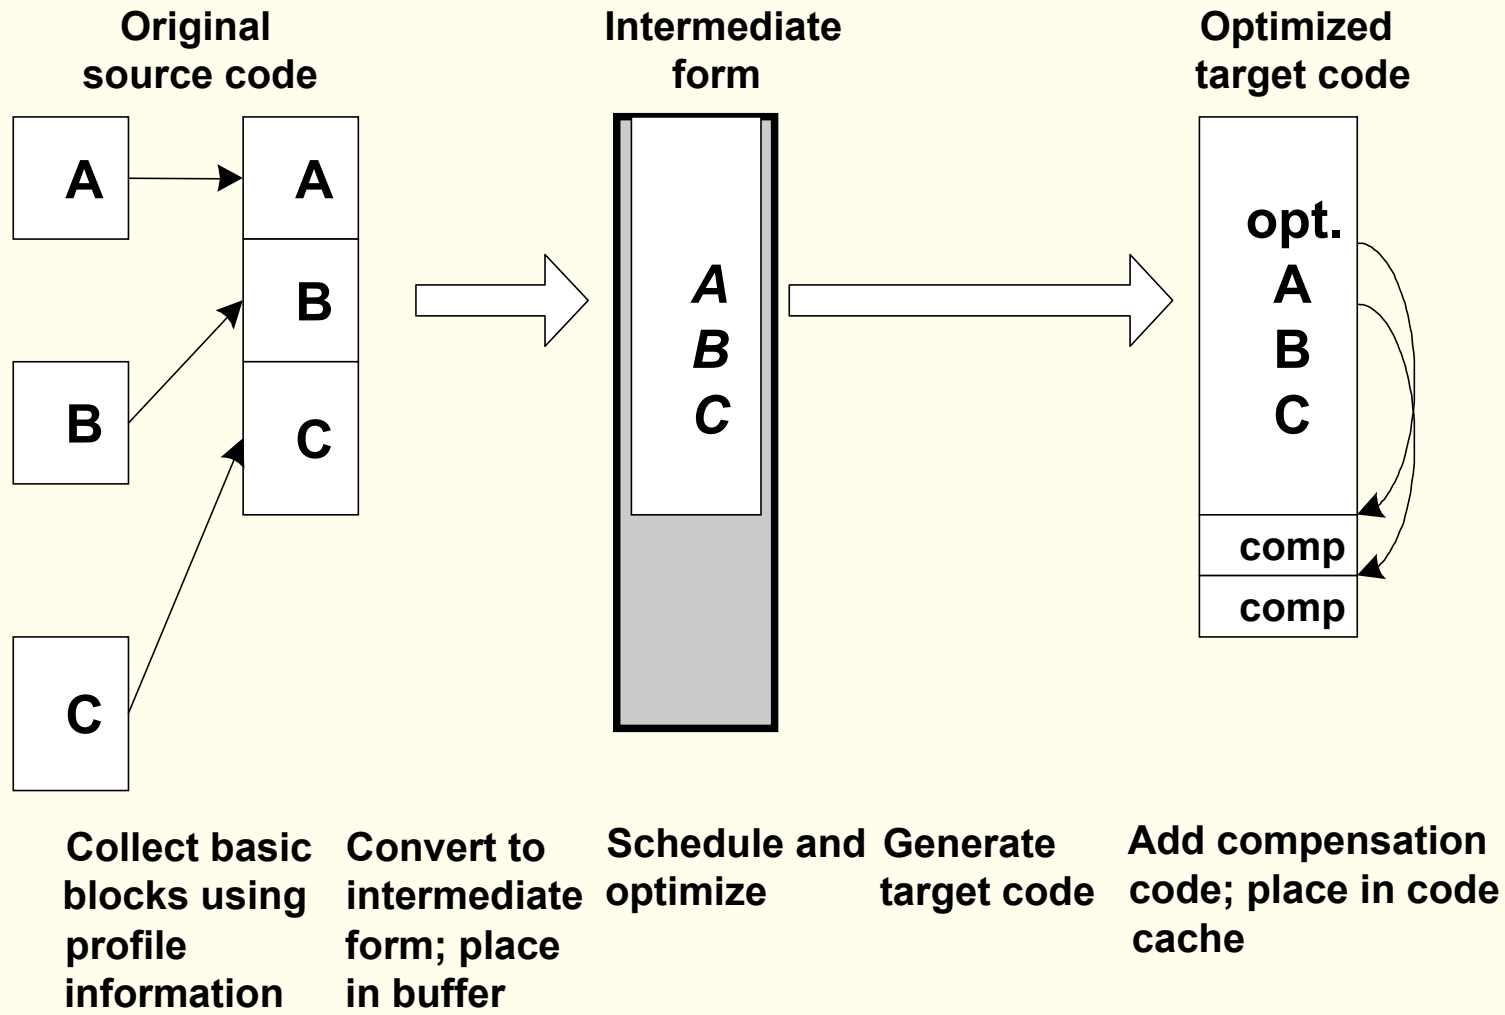 Original
source code
Intermediate
form
Optimized
target code
A
A
B
B
C
C
A
B
C
opt.
A
B
C
comp
comp
Collect basic
blocks using
profile
information
Convert to
intermediate
form; place
in buffer
Schedule and
optimize
Generate
target code
Add compensation
code; place in code
cache